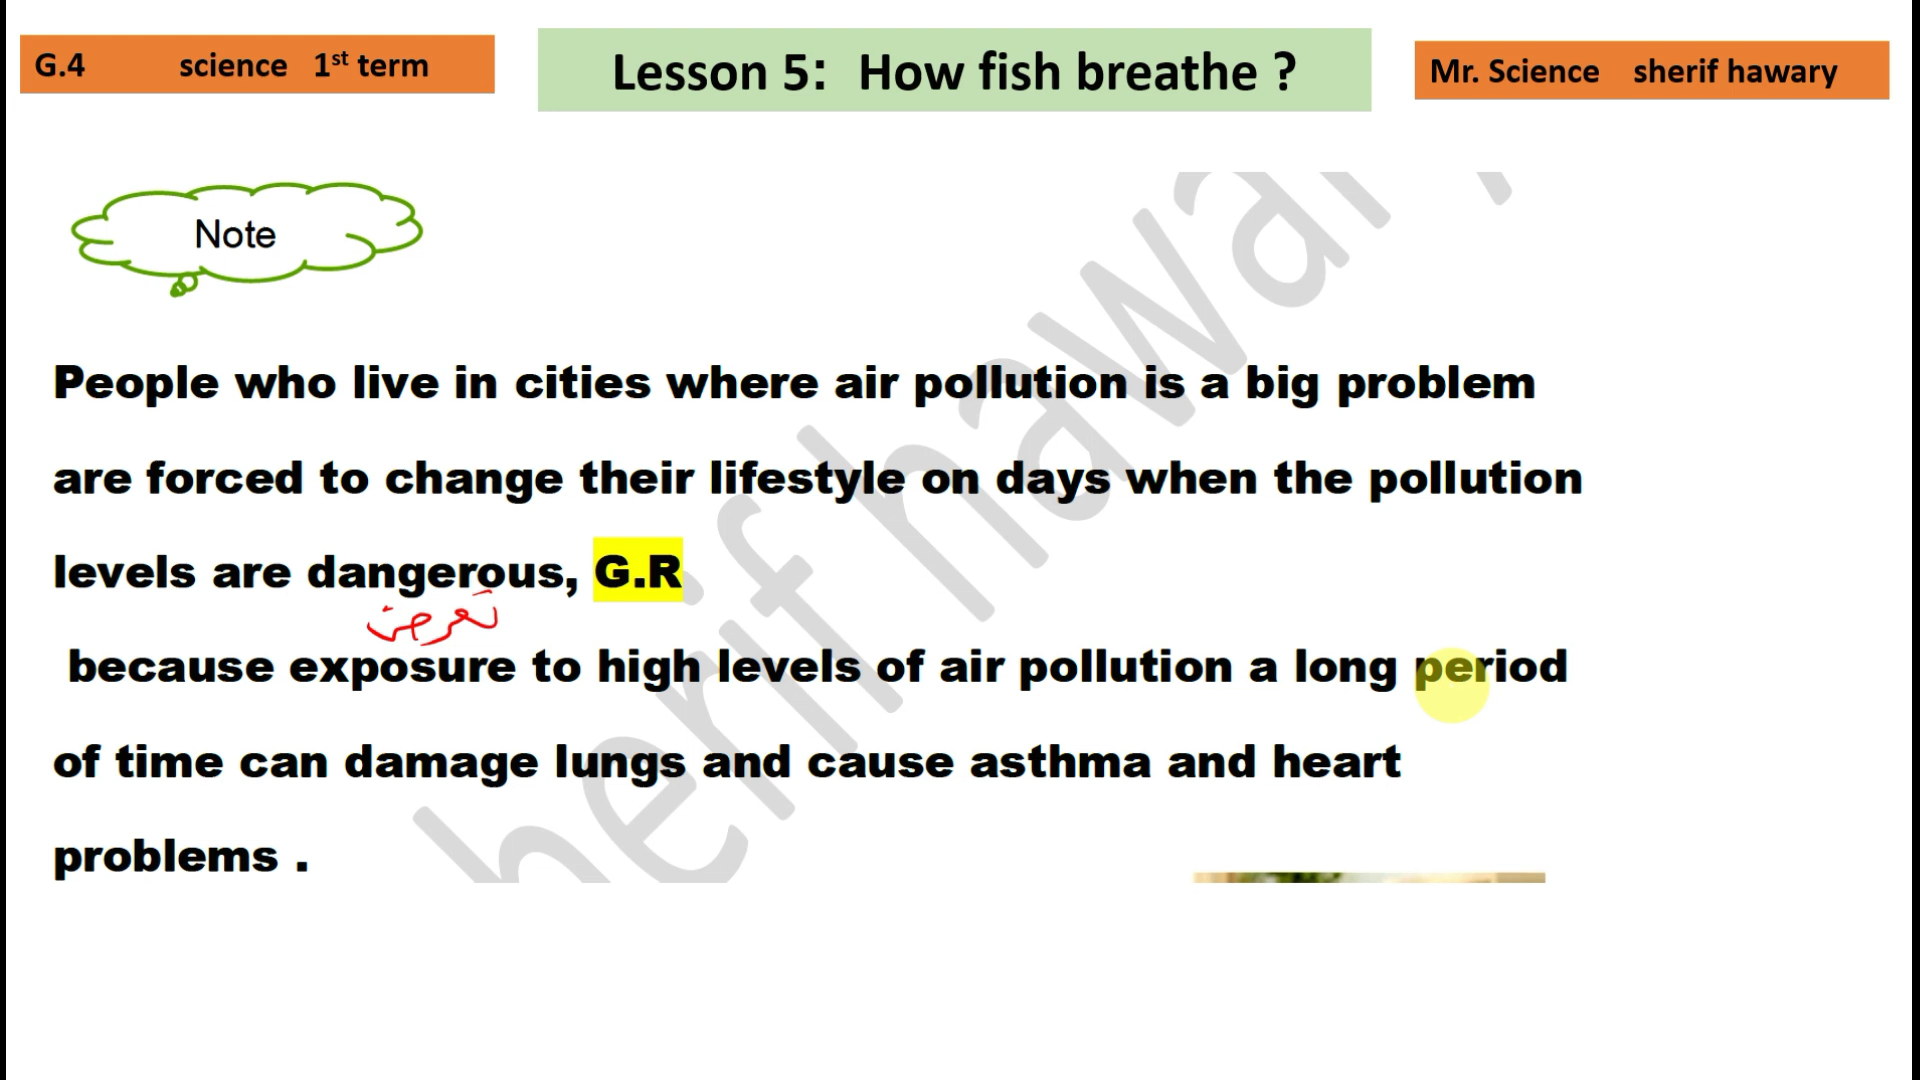 G.4 science 1st term
Lesson 5: How fish breathe ?
Mr. Science sherif hawary
Note
People who live in cities where air pollution is a big problem
are forced to change their lifestyle on days when the pollution
levels are dangerous, G.R
because exposure to high levels of air pollution a long period
of time can damage lungs and cause asthma and heart
problems .